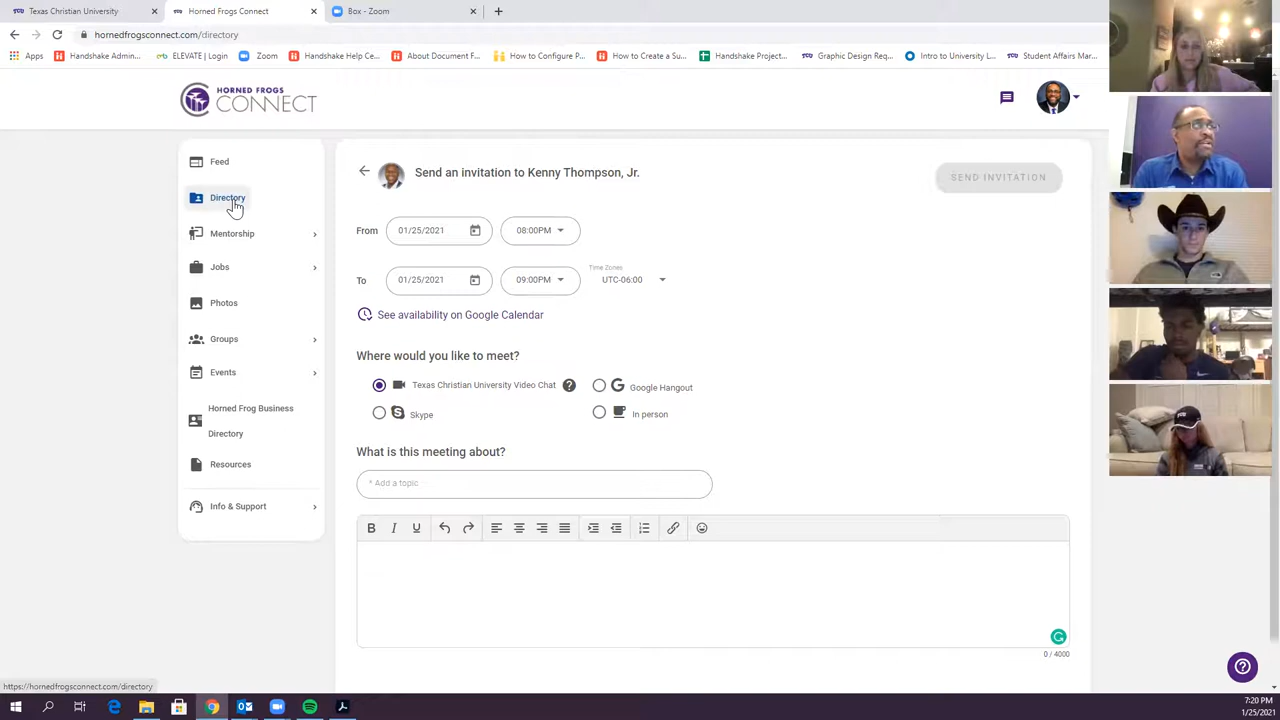 Texas Christian University
Horned Frogs Connect
Box - Zoom
hornedfrogsconnect.com/directory
Apps
Handshake Admin...
ELEVATE | Login
Zoom
Handshake Help Ce...
About Document F...
How to Configure P...
How to Create a Su...
Handshake Project...
Graphic Design Req...
Intro to University L...
Student Affairs Mar...
HORNED FROGS
CONNECT
Feed
Directory
Mentorship
Jobs
Photos
Groups
Events
Horned Frog Business
Directory
Resources
Info & Support
Send an invitation to Kenny Thompson, Jr.
SEND INVITATION
From 01/25/2021 08:00PM
Time Zones
To 01/25/2021 09:00PM UTC-06:00
See availability on Google Calendar
Where would you like to meet?
Texas Christian University Video Chat
Google Hangout
Skype
In person
What is this meeting about?
* Add a topic
B I U
0 / 4000
https://hornedfrogsconnect.com/directory
7:20 PM
1/25/2021